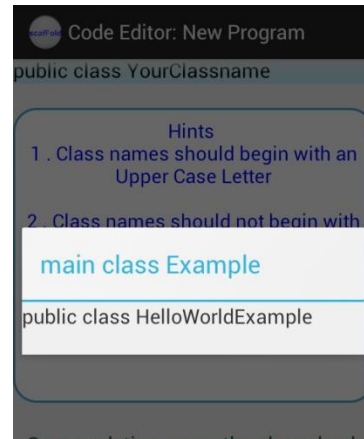 scaffold
Code Editor: New Program
public class YourClassname
Hints
1 . Class names should begin with an
Upper Case Letter
2 . Class names should not begin with
main class Example
public class HelloWorldExample